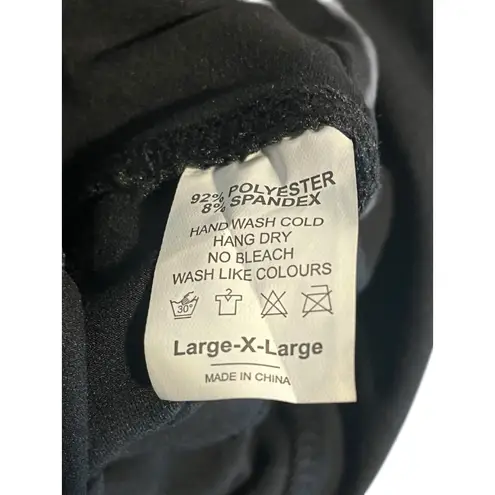 92% POLYESTER
8% SPANDEX
HAND WASH COLD
HANG DRY
NO BLEACH
WASH LIKE COLOURS
30°
Large-X-Large
MADE IN CHINA